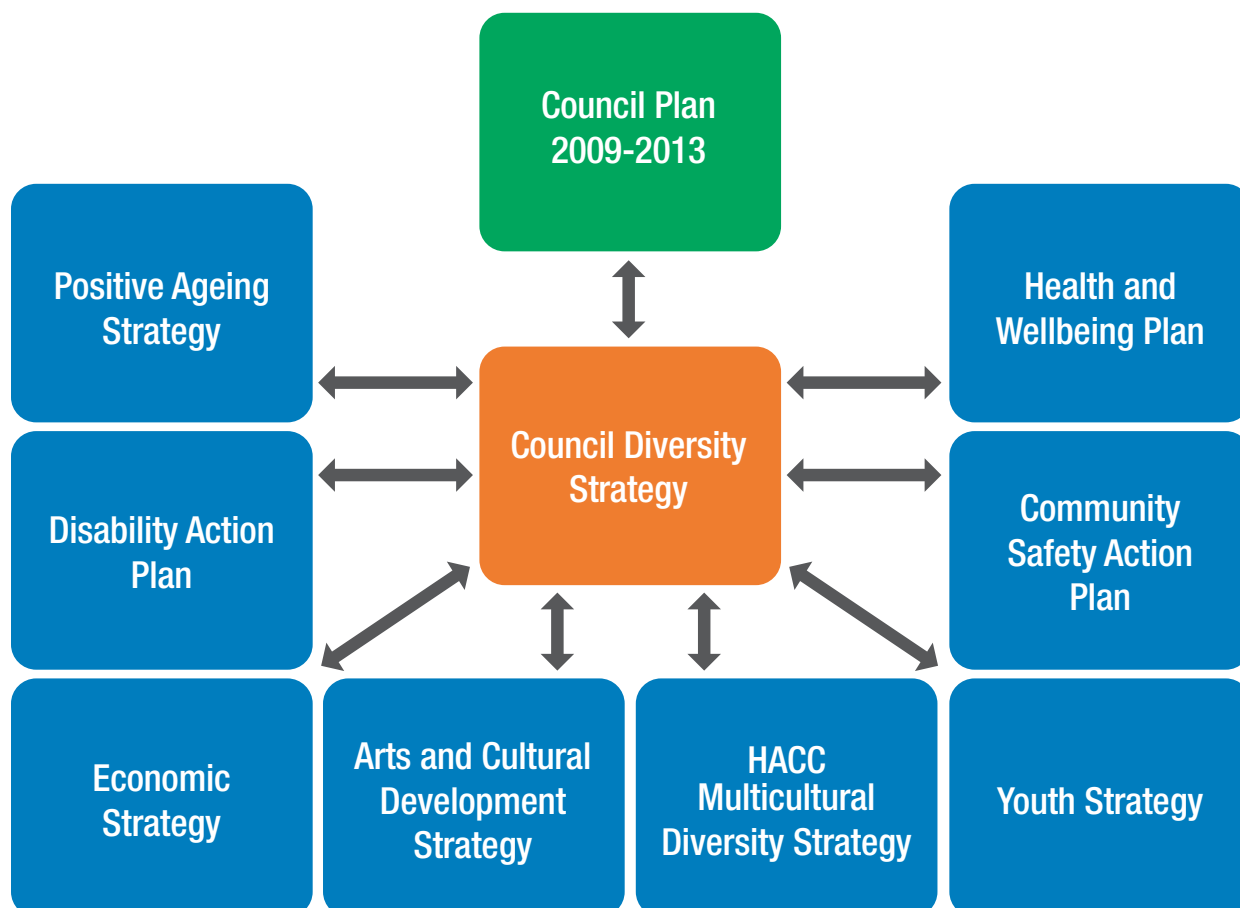 Council Plan
2009-2013
Positive Ageing
Strategy
Health and
Wellbeing Plan
Council Diversity
Strategy
Disability Action
Plan
Community
Safety Action
Plan
Economic
Strategy
Arts and Cultural
Development
Strategy
HACC
Multicultural
Diversity Strategy
Youth Strategy